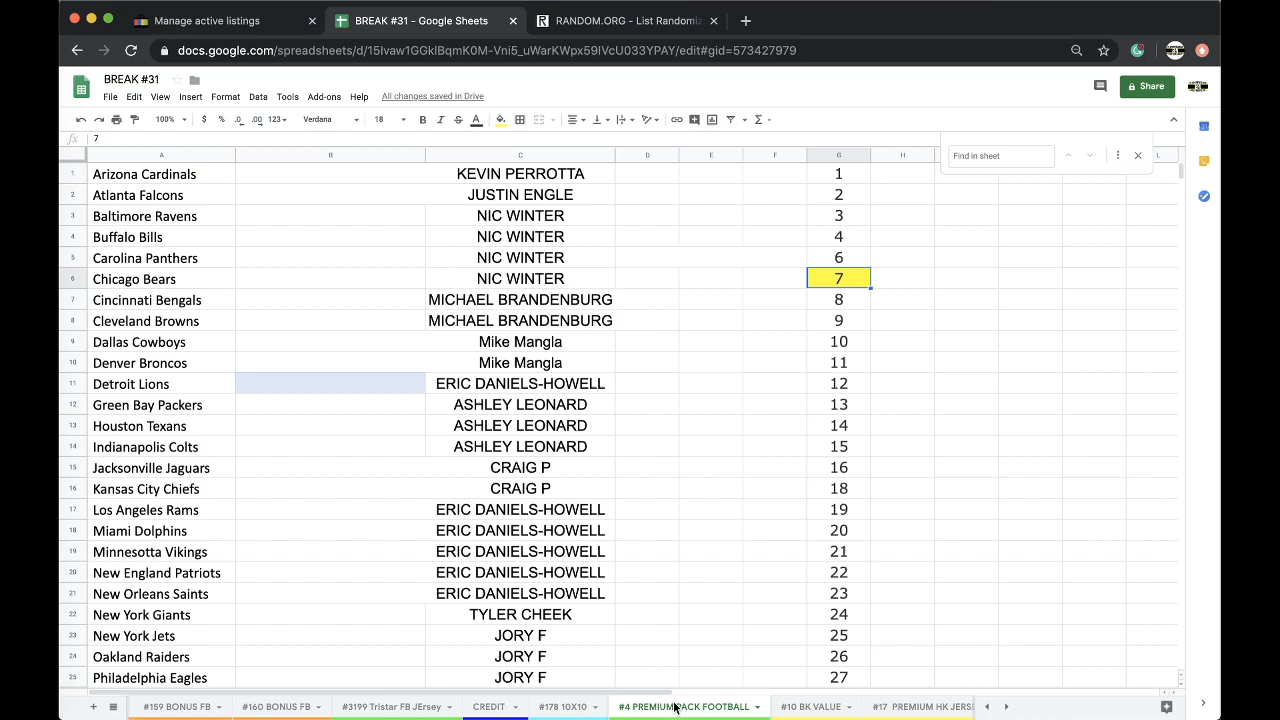 Manage active listings
BREAK #31 - Google Sheets
RANDOM.ORG - List Randomiz
docs.google.com/spreadsheets/d/15Ivaw1GGkIBqmK0M-Vni5_uWarKWpx59IVcU033YPAY/edit#gid=573427979
BREAK #31
File Edit View Insert Format Data Tools Add-ons Help All changes saved in Drive
Share
100% $ % .0 .00 123 Verdana 18 B I S A
fx 7
Find in sheet
A B C D E F G H L
1 Arizona Cardinals KEVIN PERROTTA 1
2 Atlanta Falcons JUSTIN ENGLE 2
3 Baltimore Ravens NIC WINTER 3
4 Buffalo Bills NIC WINTER 4
5 Carolina Panthers NIC WINTER 6
6 Chicago Bears NIC WINTER 7
7 Cincinnati Bengals MICHAEL BRANDENBURG 8
8 Cleveland Browns MICHAEL BRANDENBURG 9
9 Dallas Cowboys Mike Mangla 10
10 Denver Broncos Mike Mangla 11
11 Detroit Lions ERIC DANIELS-HOWELL 12
12 Green Bay Packers ASHLEY LEONARD 13
13 Houston Texans ASHLEY LEONARD 14
14 Indianapolis Colts ASHLEY LEONARD 15
15 Jacksonville Jaguars CRAIG P 16
16 Kansas City Chiefs CRAIG P 18
17 Los Angeles Rams ERIC DANIELS-HOWELL 19
18 Miami Dolphins ERIC DANIELS-HOWELL 20
19 Minnesotta Vikings ERIC DANIELS-HOWELL 21
20 New England Patriots ERIC DANIELS-HOWELL 22
21 New Orleans Saints ERIC DANIELS-HOWELL 23
22 New York Giants TYLER CHEEK 24
23 New York Jets JORY F 25
24 Oakland Raiders JORY F 26
25 Philadelphia Eagles JORY F 27
#159 BONUS FB #160 BONUS FB #3199 Tristar FB JErsey CREDIT #178 10X10 #4 PREMIUM PACK FOOTBALL #10 BK VALUE #17 PREMIUM HK JERS